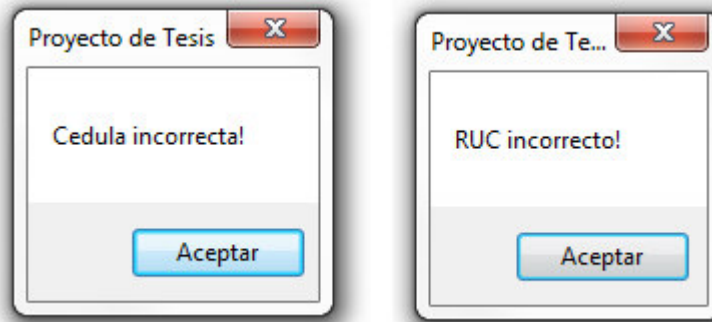 Proyecto de Tesis
Cedula incorrecta!
Aceptar
Proyecto de Te...
RUC incorrecto!
Aceptar